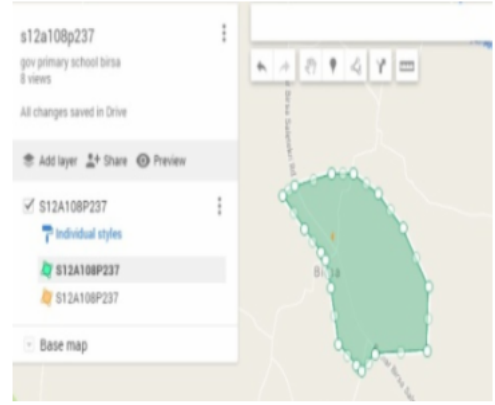 s12a108p237
gov primary school birsa
8 views
All changes saved in Drive
Add layer
Share
Preview
S12A108P237
Individual styles
S12A108P237
S12A108P237
Base map
Birsa